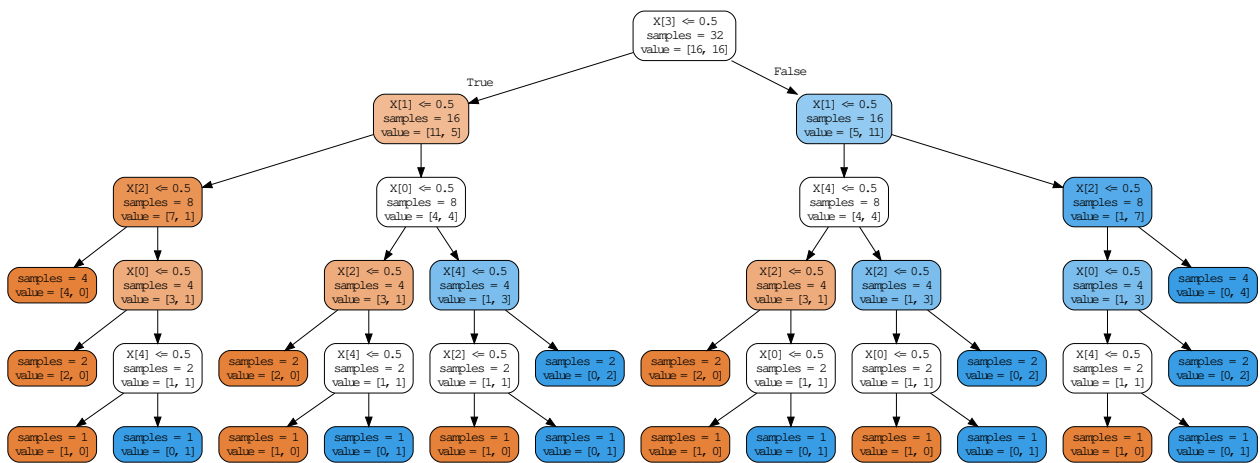 X[3] <= 0.5
samples = 32
value = [16, 16]
True
False
X[1] <= 0.5
samples = 16
value = [11, 5]
X[1] <= 0.5
samples = 16
value = [5, 11]
X[2] <= 0.5
samples = 8
value = [7, 1]
X[0] <= 0.5
samples = 8
value = [4, 4]
X[4] <= 0.5
samples = 8
value = [4, 4]
X[2] <= 0.5
samples = 8
value = [1, 7]
samples = 4
value = [4, 0]
X[0] <= 0.5
samples = 4
value = [3, 1]
X[2] <= 0.5
samples = 4
value = [3, 1]
X[4] <= 0.5
samples = 4
value = [1, 3]
X[2] <= 0.5
samples = 4
value = [3, 1]
X[2] <= 0.5
samples = 4
value = [1, 3]
X[0] <= 0.5
samples = 4
value = [1, 3]
samples = 4
value = [0, 4]
samples = 2
value = [2, 0]
X[4] <= 0.5
samples = 2
value = [1, 1]
samples = 2
value = [2, 0]
X[4] <= 0.5
samples = 2
value = [1, 1]
X[2] <= 0.5
samples = 2
value = [1, 1]
samples = 2
value = [0, 2]
samples = 2
value = [2, 0]
X[0] <= 0.5
samples = 2
value = [1, 1]
X[0] <= 0.5
samples = 2
value = [1, 1]
samples = 2
value = [0, 2]
X[4] <= 0.5
samples = 2
value = [1, 1]
samples = 2
value = [0, 2]
samples = 1
value = [1, 0]
samples = 1
value = [0, 1]
samples = 1
value = [1, 0]
samples = 1
value = [0, 1]
samples = 1
value = [1, 0]
samples = 1
value = [0, 1]
samples = 1
value = [1, 0]
samples = 1
value = [0, 1]
samples = 1
value = [1, 0]
samples = 1
value = [0, 1]
samples = 1
value = [1, 0]
samples = 1
value = [0, 1]